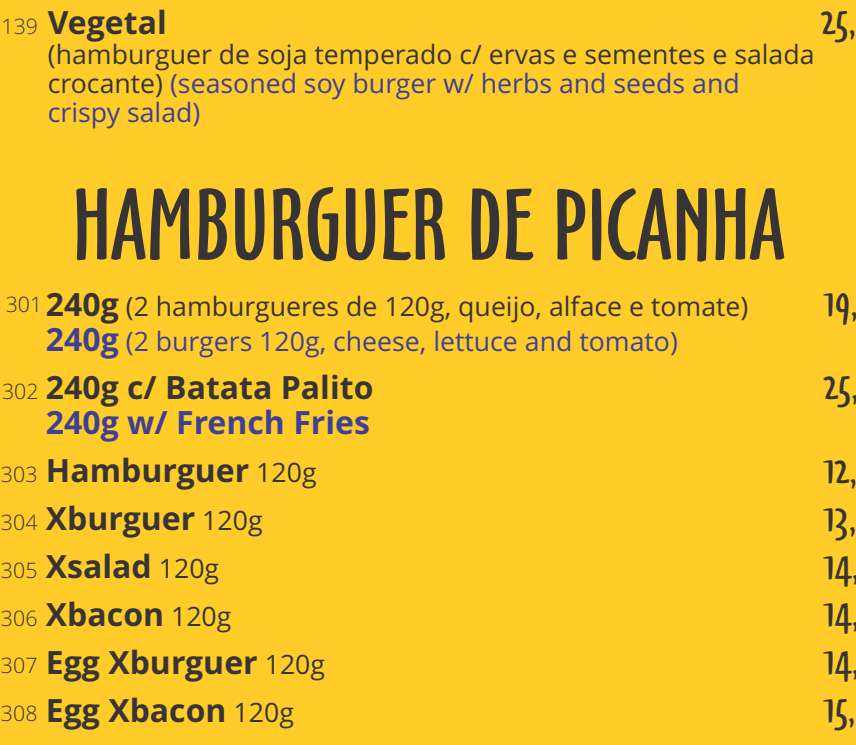 139 Vegetal 25,
(hamburguer de soja temperado c/ ervas e sementes e salada
crocante) (seasoned soy burger w/ herbs and seeds and
crispy salad)
HAMBURGUER DE PICANHA
301 240g (2 hamburgueres de 120g, queijo, alface e tomate) 19,
240g (2 burgers 120g, cheese, lettuce and tomato)
302 240g c/ Batata Palito 25,
240g w/ French Fries
303 Hamburguer 120g 12,
304 Xburguer 120g 13,
305 Xsalad 120g 14,
306 Xbacon 120g 14,
307 Egg Xburguer 120g 14,
308 Egg Xbacon 120g 15,